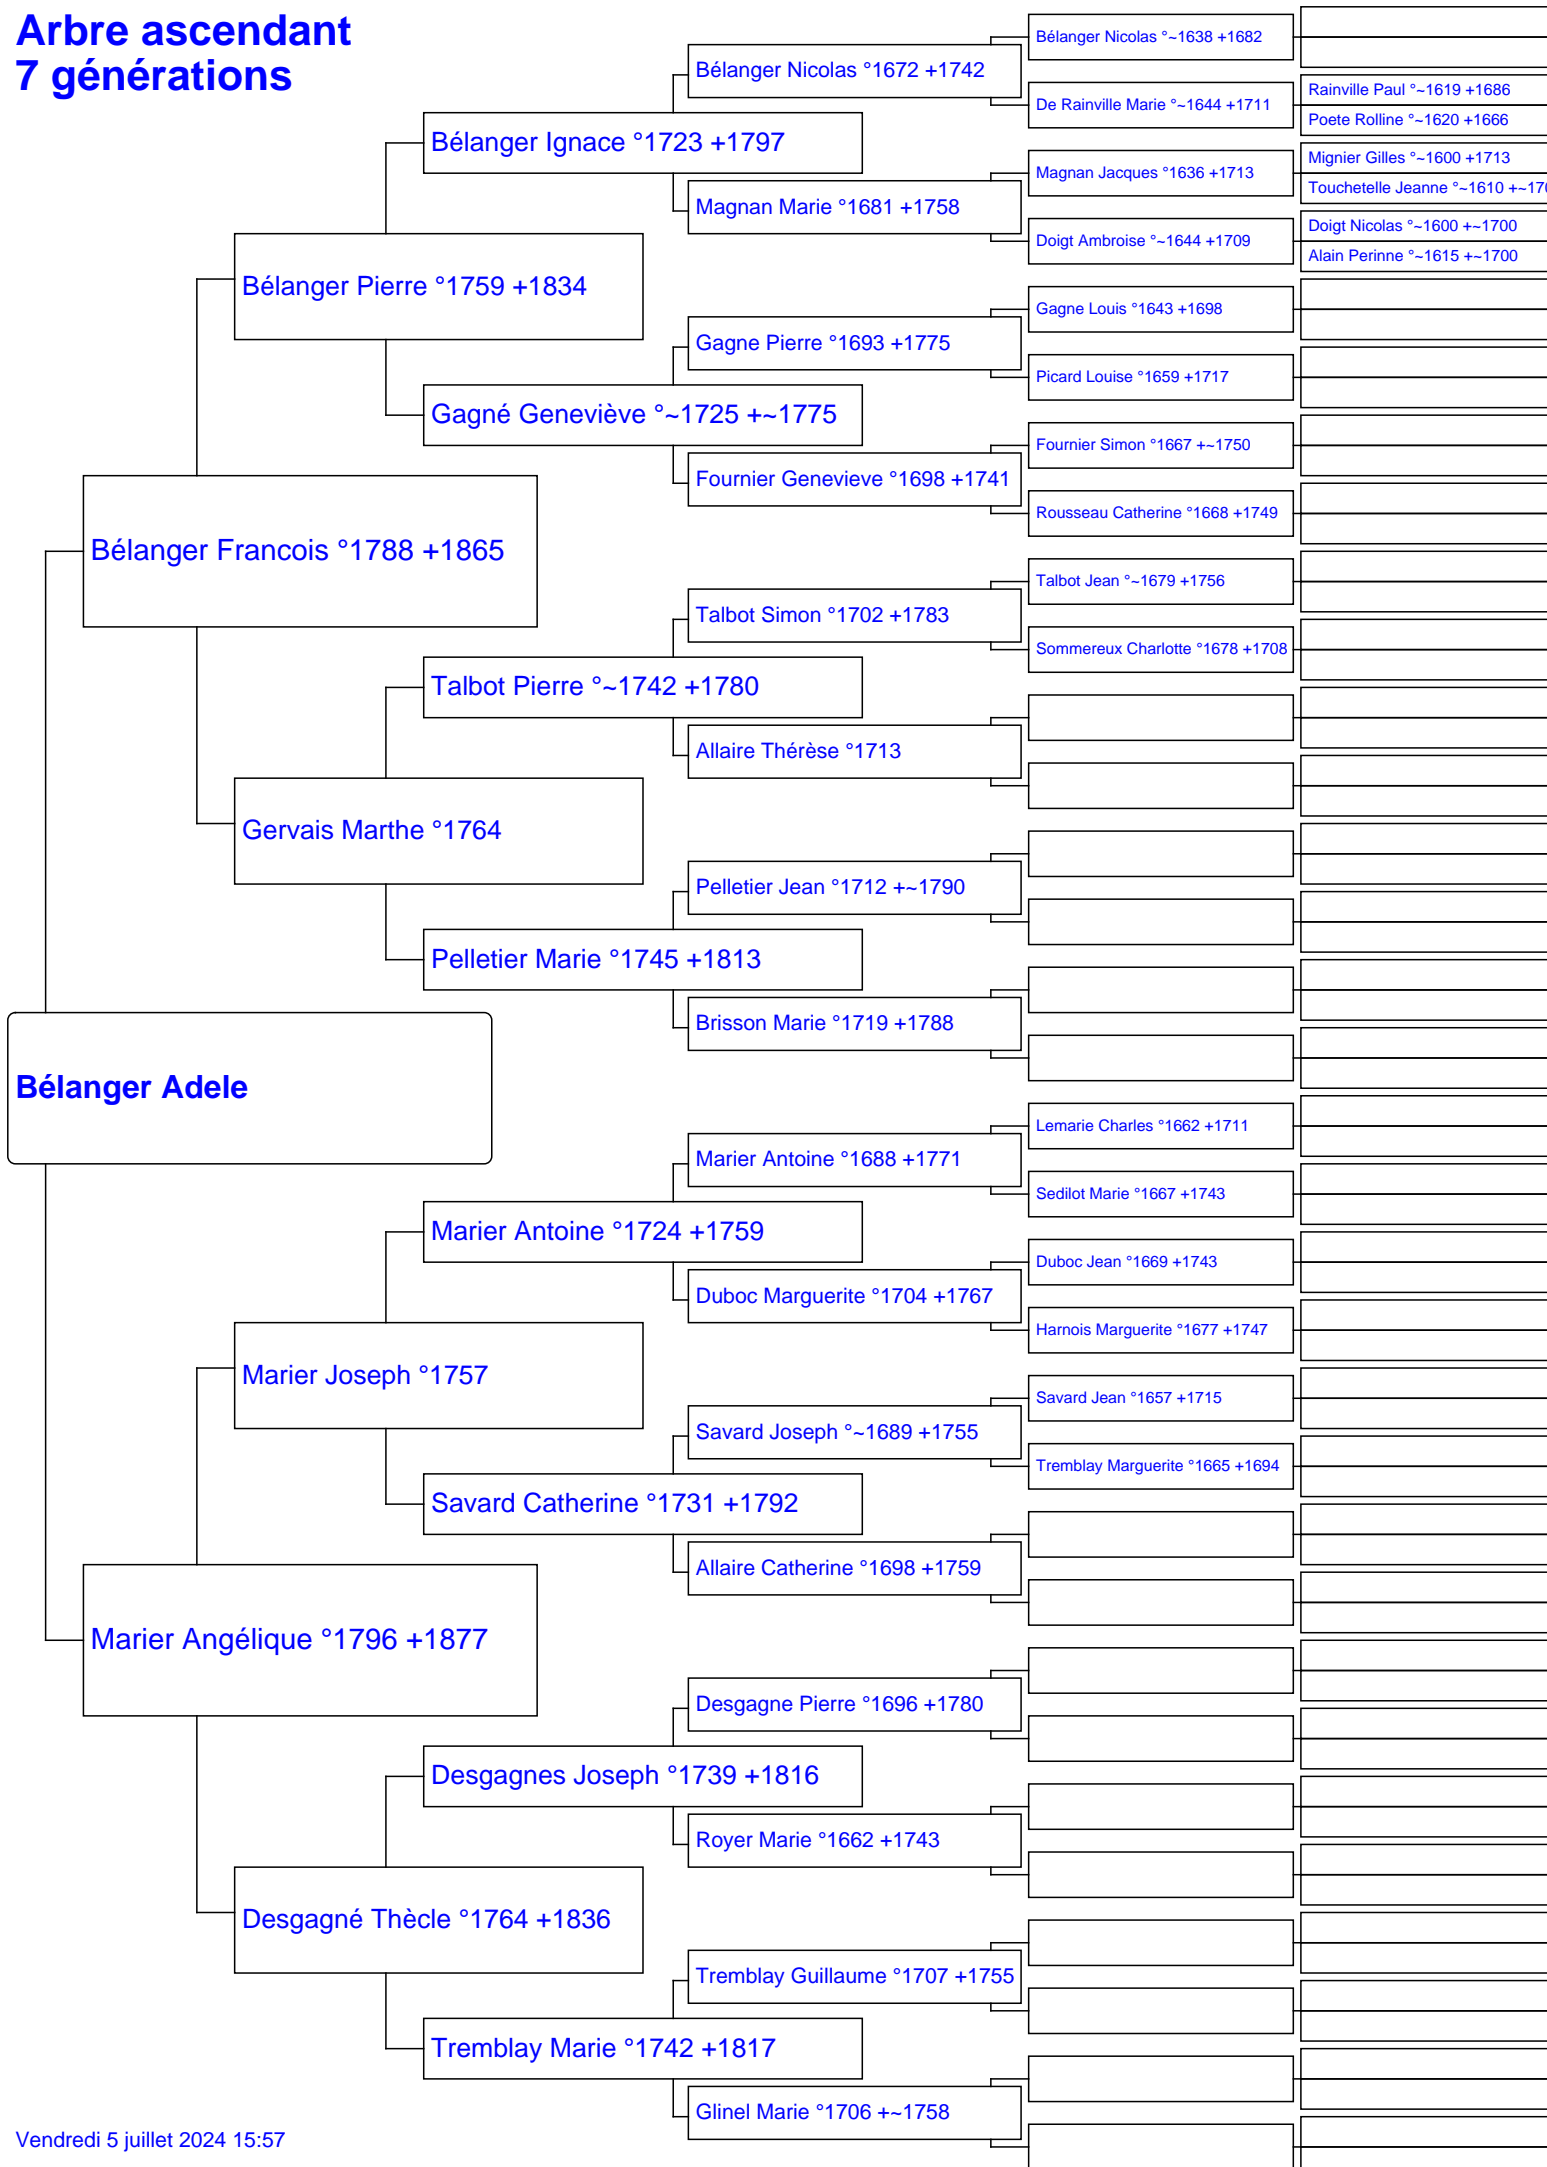 Arbre ascendant
7 générations
Bélanger Adele
Bélanger Francois °1788 +1865
Marier Angélique °1796 +1877
Bélanger Pierre °1759 +1834
Gervais Marthe °1764
Marier Joseph °1757
Desgagné Thècle °1764 +1836
Bélanger Ignace °1723 +1797
Gagné Geneviève °~1725 +~1775
Talbot Pierre °~1742 +1780
Pelletier Marie °1745 +1813
Marier Antoine °1724 +1759
Savard Catherine °1731 +1792
Desgagnes Joseph °1739 +1816
Tremblay Marie °1742 +1817
Bélanger Nicolas °1672 +1742
Magnan Marie °1681 +1758
Gagne Pierre °1693 +1775
Fournier Genevieve °1698 +1741
Talbot Simon °1702 +1783
Allaire Thérèse °1713
Pelletier Jean °1712 +~1790
Brisson Marie °1719 +1788
Marier Antoine °1688 +1771
Duboc Marguerite °1704 +1767
Savard Joseph °~1689 +1755
Allaire Catherine °1698 +1759
Desgagne Pierre °1696 +1780
Royer Marie °1662 +1743
Tremblay Guillaume °1707 +1755
Glinel Marie °1706 +~1758
Bélanger Nicolas °~1638 +1682
De Rainville Marie °~1644 +1711
Magnan Jacques °1636 +1713
Doigt Ambroise °~1644 +1709
Gagne Louis °1643 +1698
Picard Louise °1659 +1717
Fournier Simon °1667 +~1750
Rousseau Catherine °1668 +1749
Talbot Jean °~1679 +1756
Sommereux Charlotte °1678 +1708
Lemarie Charles °1662 +1711
Sedilot Marie °1667 +1743
Duboc Jean °1669 +1743
Harnois Marguerite °1677 +1747
Savard Jean °1657 +1715
Tremblay Marguerite °1665 +1694
Rainville Paul °~1619 +1686
Poete Rolline °~1620 +1666
Mignier Gilles °~1600 +1713
Touchetelle Jeanne °~1610
Doigt Nicolas °~1600 +~1700
Alain Perinne °~1615 +~1700
Vendredi 5 juillet 2024 15:57